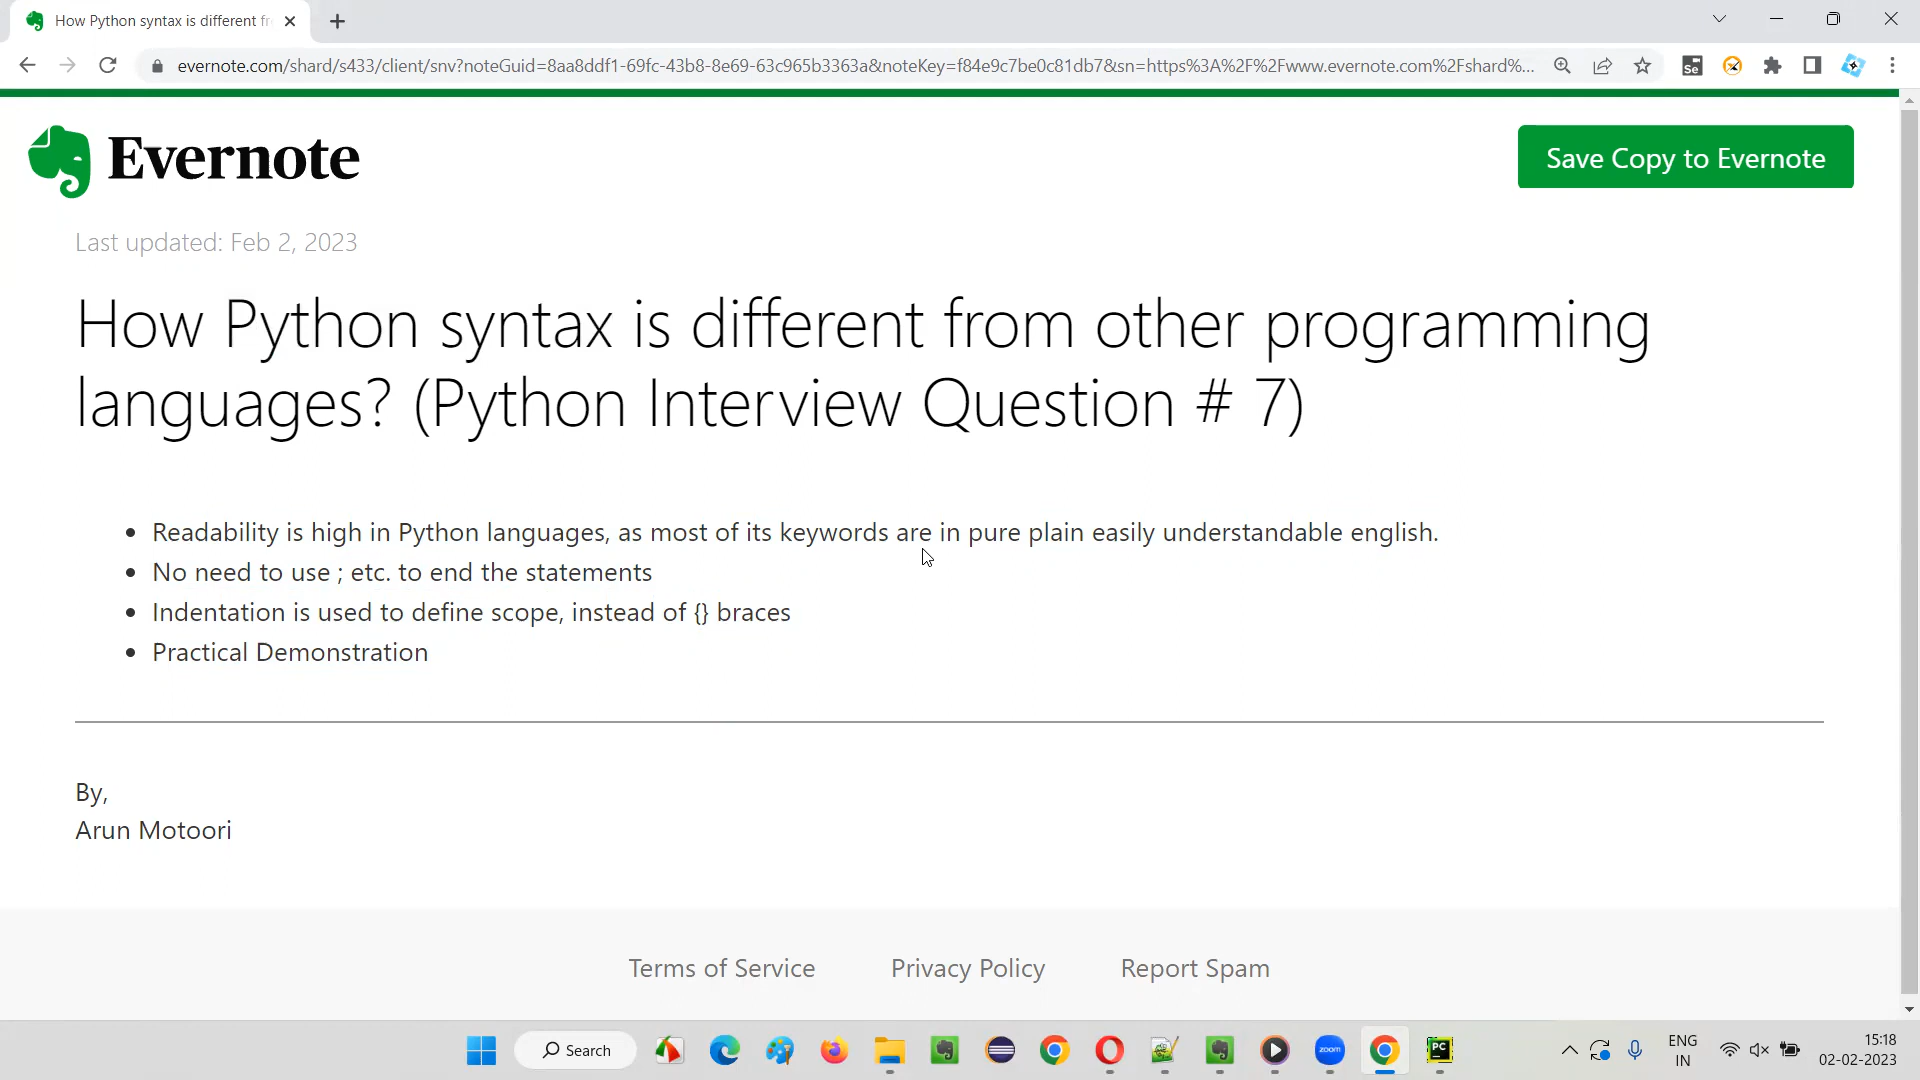 How Python syntax is different fr
evernote.com/shard/s433/client/snv?noteGuid=8aa8ddf1-69fc-43b8-8e69-63c965b3363a&noteKey=f84e9c7be0c81db7&sn=https%3A%2F%2Fwww.evernote.com%2Fshard%...
Se
Evernote
Save Copy to Evernote
Last updated: Feb 2, 2023
How Python syntax is different from other programming
languages? (Python Interview Question # 7)
• Readability is high in Python languages, as most of its keywords are in pure plain easily understandable english.
• No need to use ; etc. to end the statements
• Indentation is used to define scope, instead of {} braces
• Practical Demonstration
By,
Arun Motoori
Terms of Service Privacy Policy Report Spam
Search
zoom
PC
ENG
IN
15:18
02-02-2023